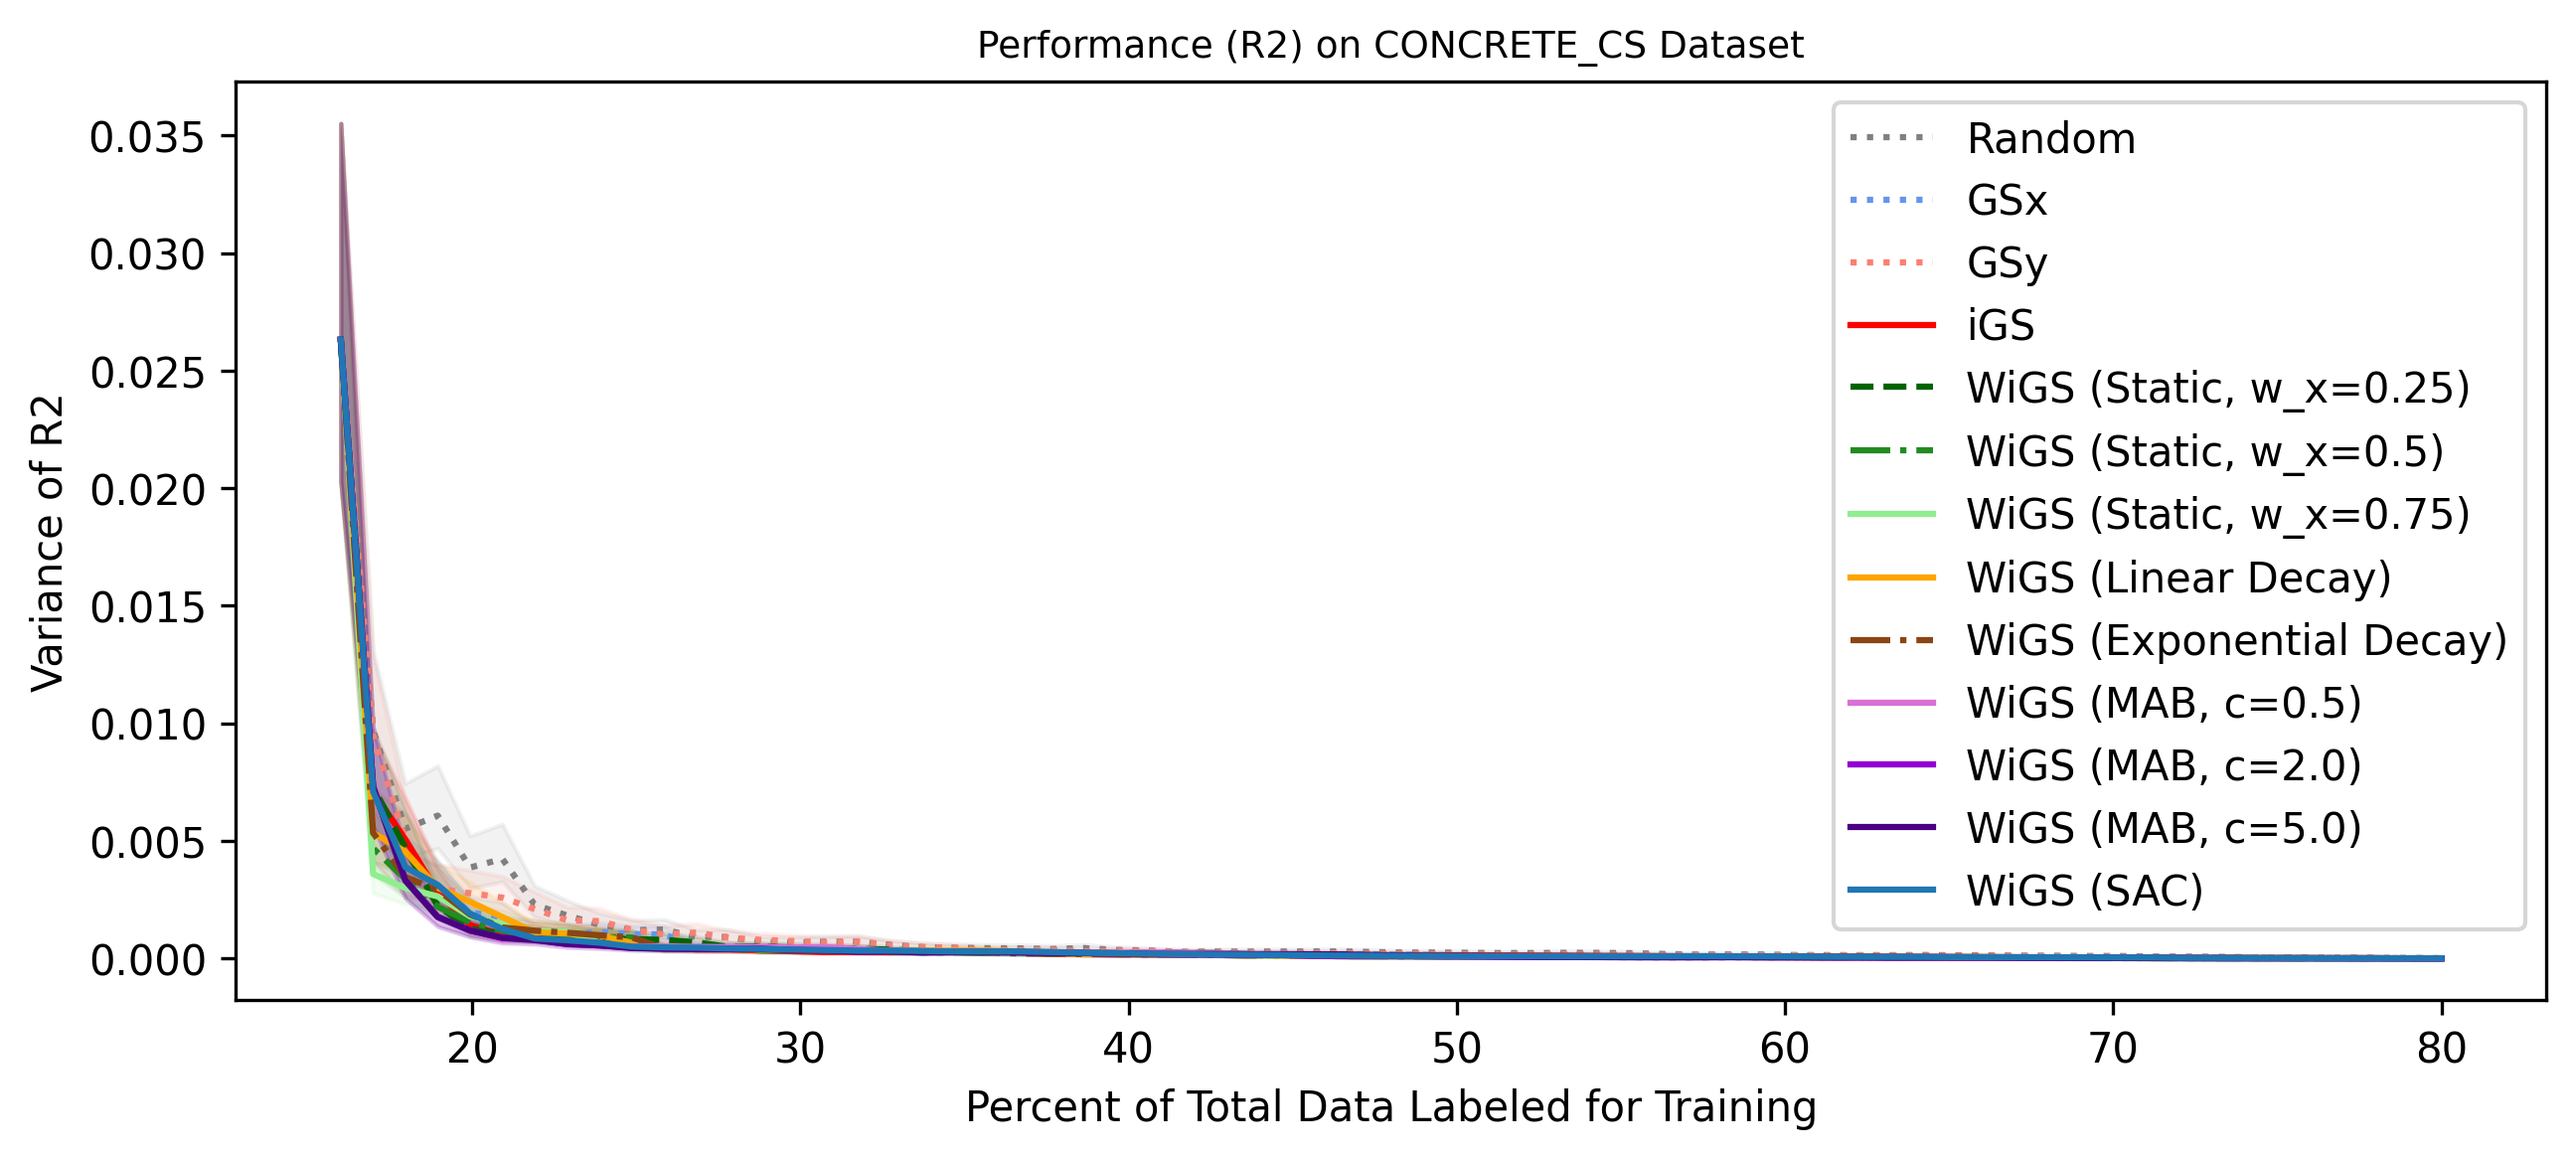 Performance (R2) on CONCRETE_CS Dataset
Variance of R2
0.035
0.030
0.025
0.020
0.015
0.010
0.005
0.000
20 30 40 50 60 70 80
Percent of Total Data Labeled for Training
Random
GSx
GSy
iGS
WiGS (Static, w_x=0.25)
WiGS (Static, w_x=0.5)
WiGS (Static, w_x=0.75)
WiGS (Linear Decay)
WiGS (Exponential Decay)
WiGS (MAB, c=0.5)
WiGS (MAB, c=2.0)
WiGS (MAB, c=5.0)
WiGS (SAC)